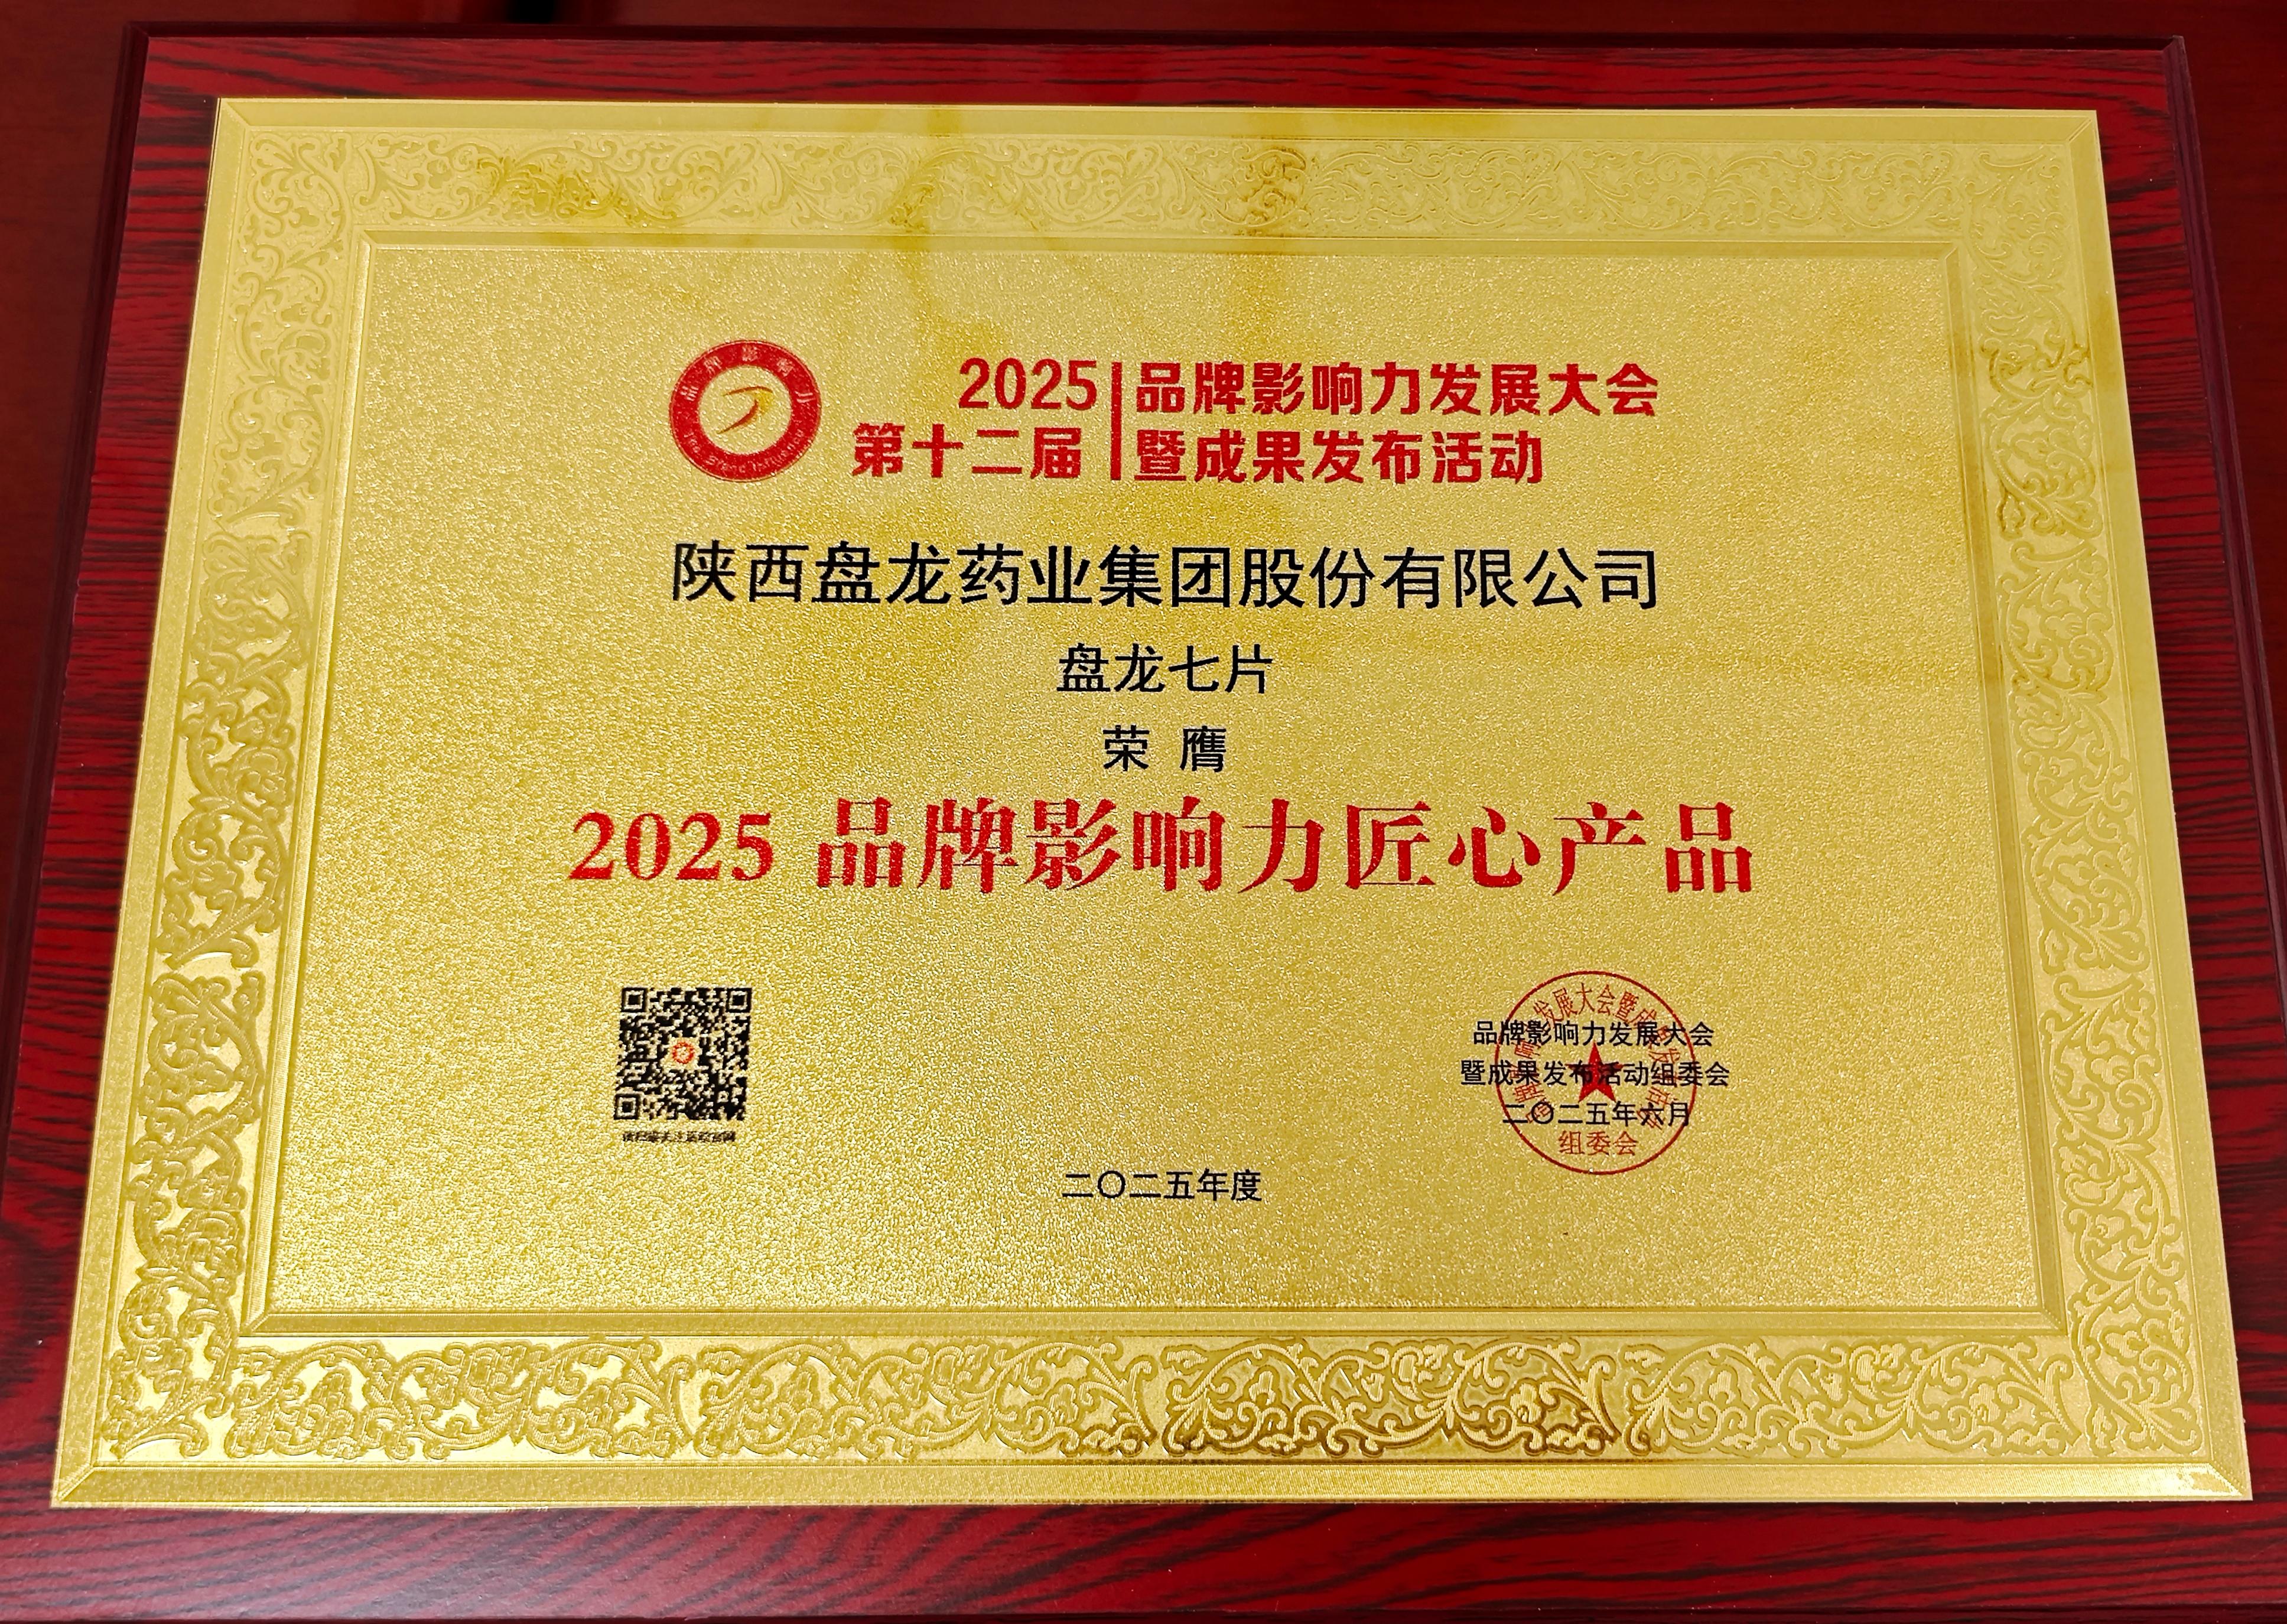 2025 品牌影响力发展大会
第十二届 暨成果发布活动
陕西盘龙药业集团股份有限公司
盘龙七片
荣 膺
2025 品牌影响力匠心产品
品牌影响力发展大会
暨成果发布活动组委会
二〇二五年六月
组委会
二〇二五年度